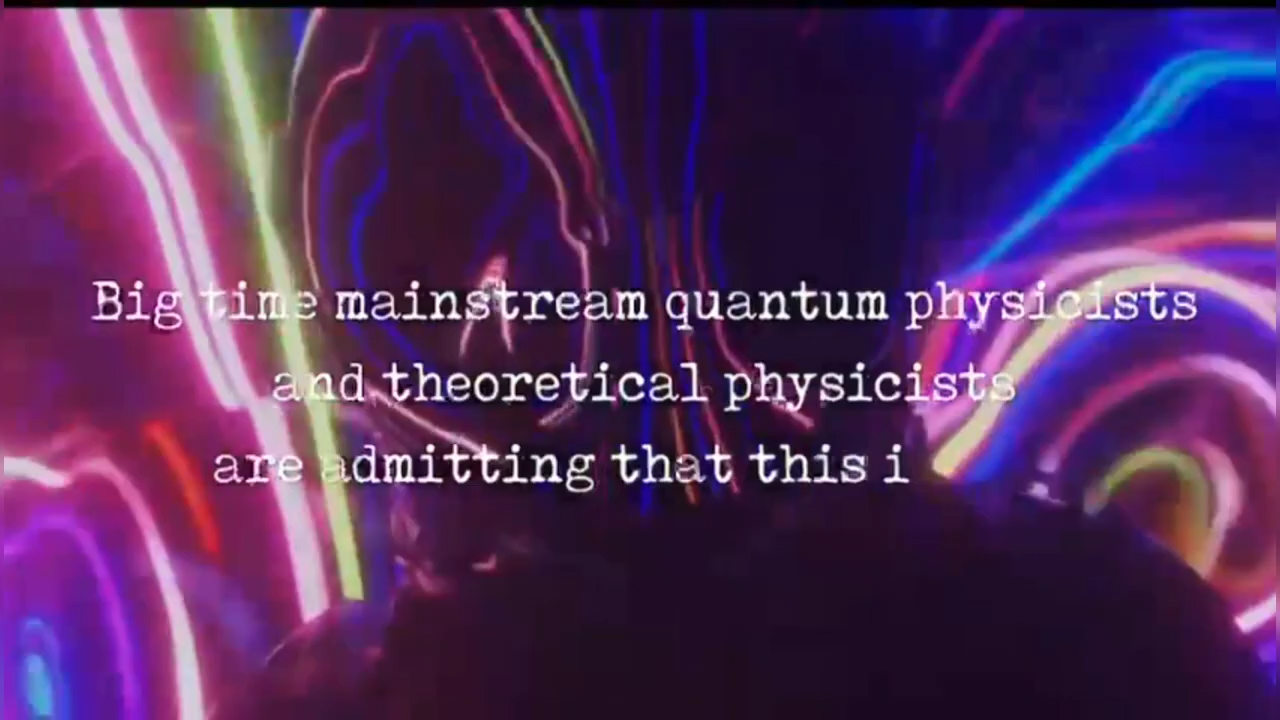 Big time mainstream quantum physicists
and theoretical physicists
are admitting that this i